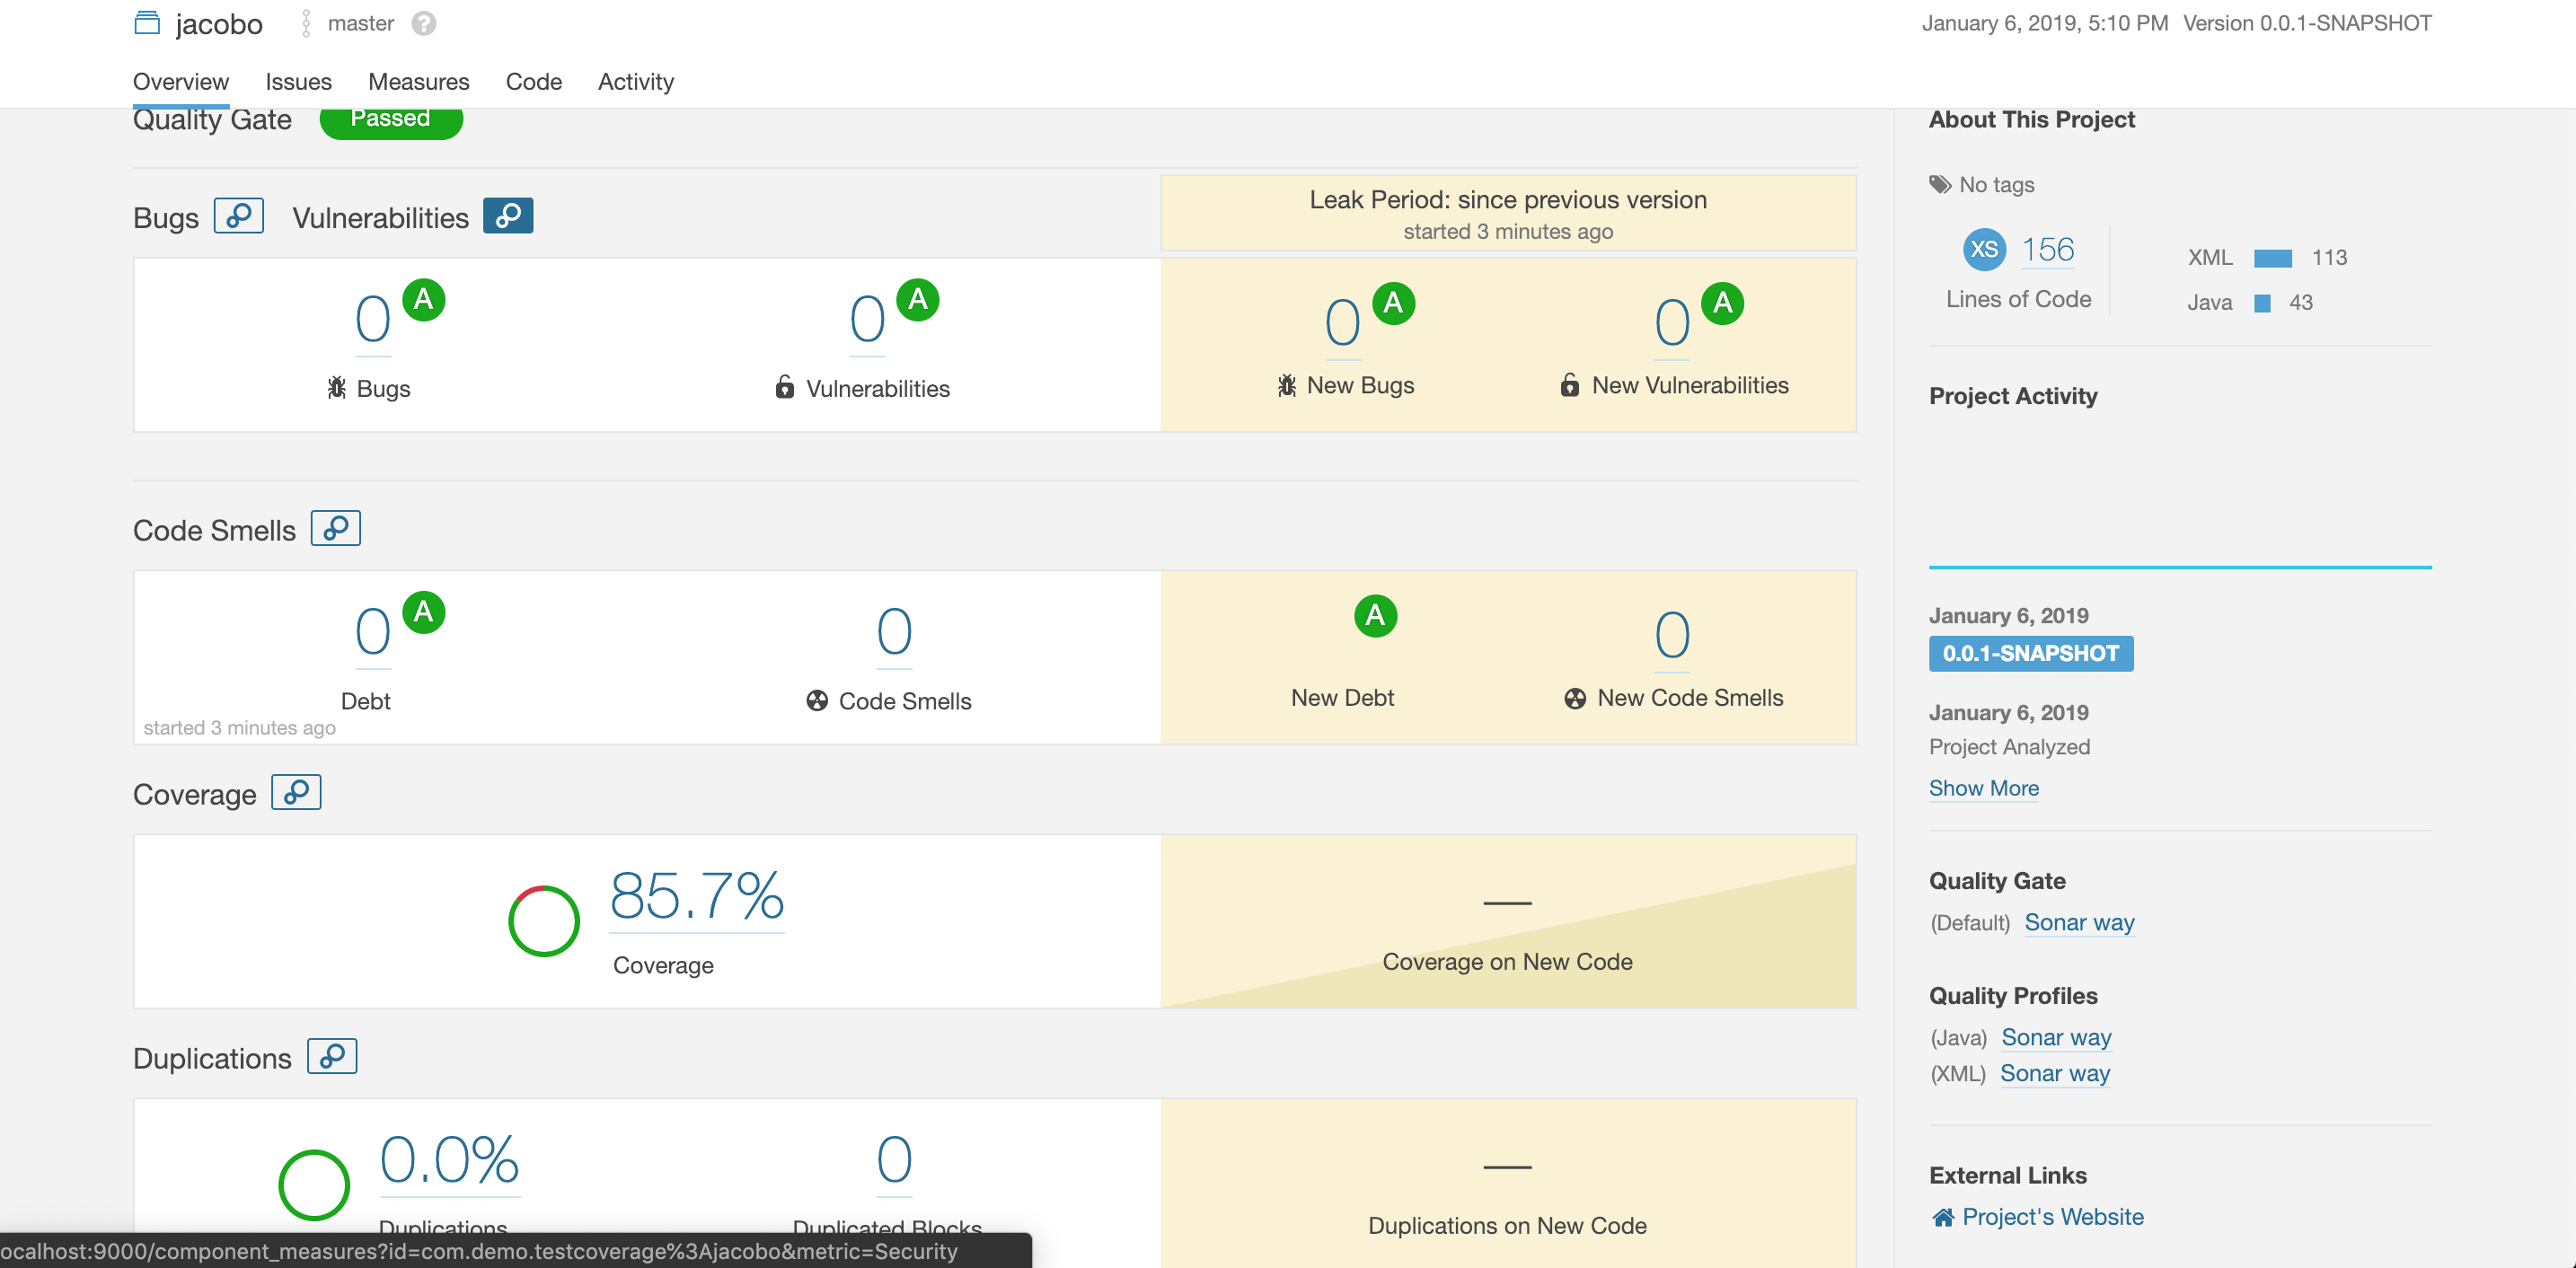 jacobo master ?
January 6, 2019, 5:10 PM Version 0.0.1-SNAPSHOT
Overview Issues Measures Code Activity
Quality Gate Passed
Bugs Vulnerabilities
Leak Period: since previous version
started 3 minutes ago
0 A
Bugs
0 A
Vulnerabilities
0 A
New Bugs
0 A
New Vulnerabilities
Code Smells
0 A
Debt
started 3 minutes ago
0
Code Smells
A
New Debt
0
New Code Smells
Coverage
85.7%
Coverage
—
Coverage on New Code
Duplications
0.0%
Duplications
0
Duplicated Blocks
—
Duplications on New Code
ocalhost:9000/component_measures?id=com.demo.testcoverage%3Ajacobo&metric=Security
About This Project
No tags
XS 156
Lines of Code
XML 113
Java 43
Project Activity
January 6, 2019
0.0.1-SNAPSHOT
January 6, 2019
Project Analyzed
Show More
Quality Gate
(Default) Sonar way
Quality Profiles
(Java) Sonar way
(XML) Sonar way
External Links
Project's Website